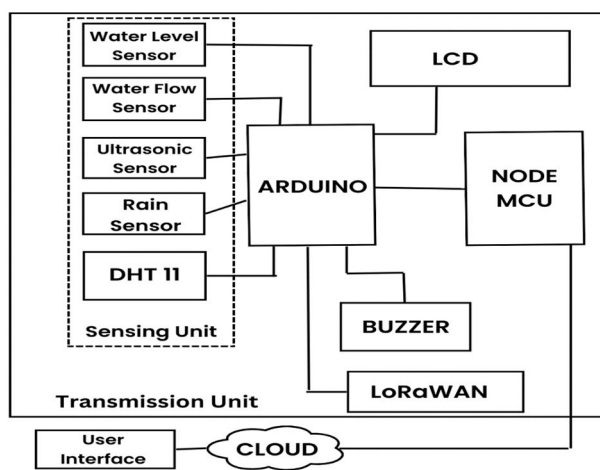 Water Level
Sensor
Water Flow
Sensor
Ultrasonic
Sensor
Rain
Sensor
DHT 11
Sensing Unit
ARDUINO
LCD
NODE
MCU
BUZZER
LoRaWAN
Transmission Unit
User
Interface
CLOUD